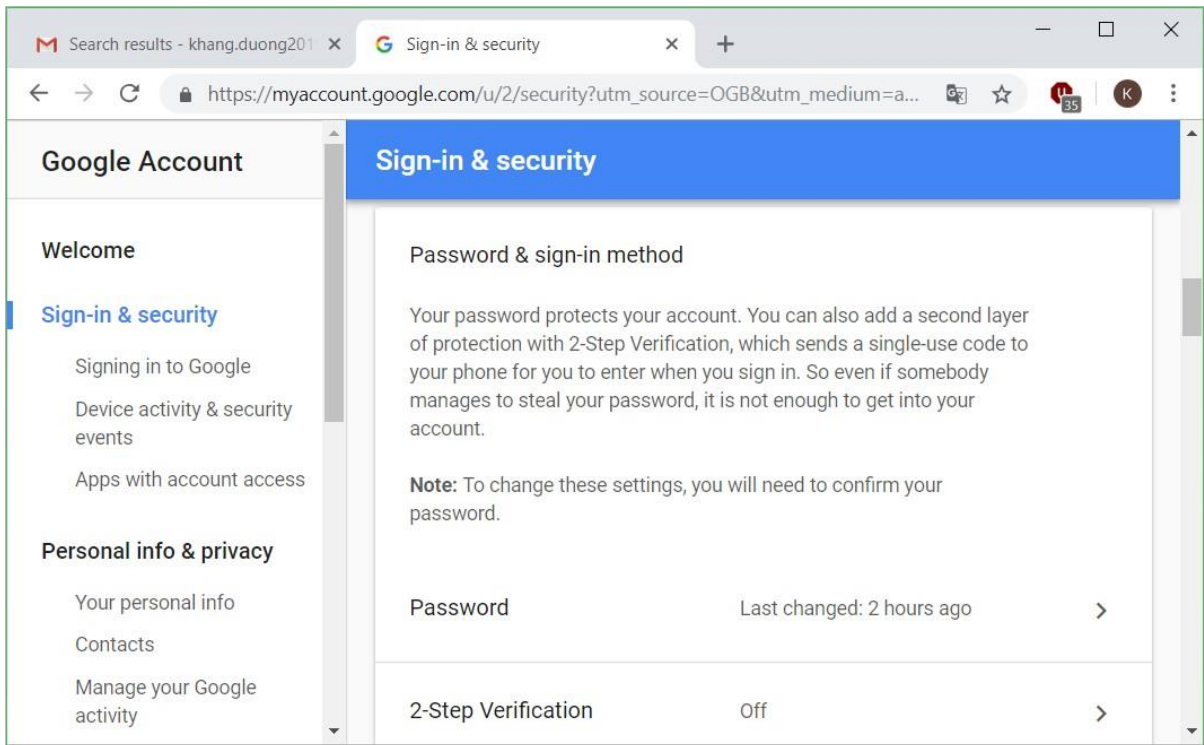 Search results - khang.duong201
Sign-in & security
https://myaccount.google.com/u/2/security?utm_source=OGB&utm_medium=a...
35
K
Google Account
Sign-in & security
Welcome
Sign-in & security
Signing in to Google
Device activity & security
events
Apps with account access
Personal info & privacy
Your personal info
Contacts
Manage your Google
activity
Password & sign-in method
Your password protects your account. You can also add a second layer
of protection with 2-Step Verification, which sends a single-use code to
your phone for you to enter when you sign in. So even if somebody
manages to steal your password, it is not enough to get into your
account.
Note: To change these settings, you will need to confirm your
password.
Password Last changed: 2 hours ago
2-Step Verification Off